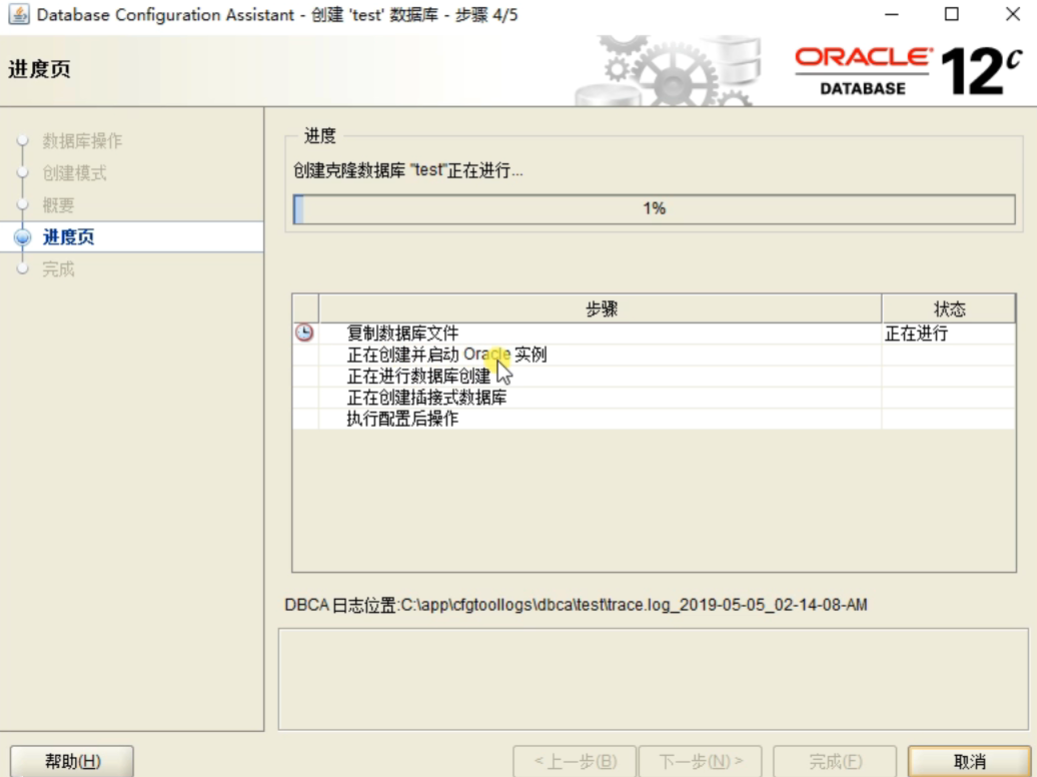 Database Configuration Assistant - 创建 'test' 数据库 - 步骤 4/5
进度页
ORACLE
DATABASE
12c
数据库操作
创建模式
概要
进度页
完成
进度
创建克隆数据库 "test"正在进行...
1%
步骤 状态
复制数据库文件 正在进行
正在创建并启动 Oracle 实例
正在进行数据库创建
正在创建插接式数据库
执行配置后操作
DBCA 日志位置:C:\app\cfgtoollogs\dbca\test\trace.log_2019-05-05_02-14-08-AM
帮助(H) < 上一步(B) 下一步(N) > 完成(F) 取消